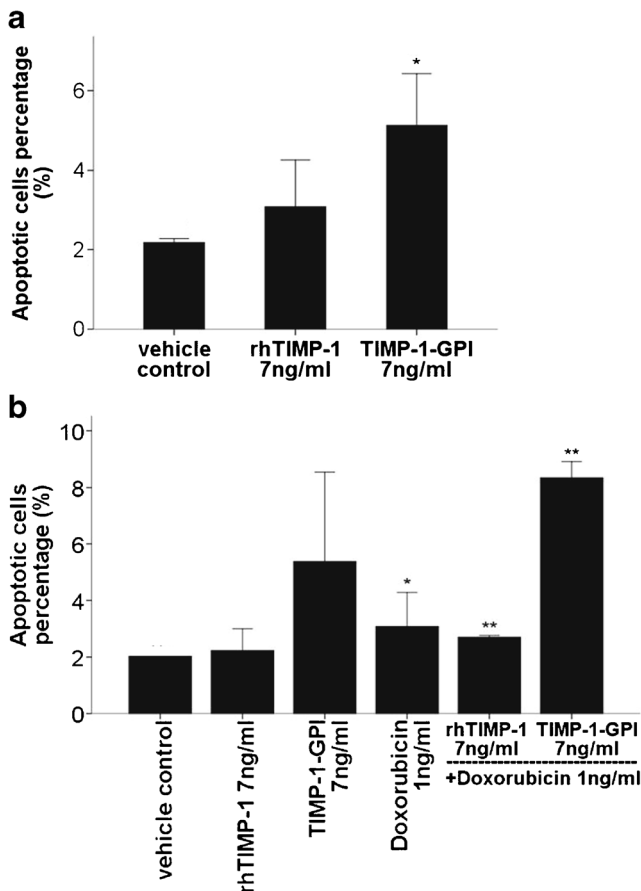 a
Apoptotic cells percentage
(%)
6
4
2
0
*
vehicle
control
rhTIMP-1
7ng/ml
TIMP-1-GPI
7ng/ml
b
Apoptotic cells
percentage (%)
10
8
6
4
2
0
*
**
**
vehicle control
rhTIMP-1 7ng/ml
TIMP-1-GPI
7ng/ml
Doxorubicin
1ng/ml
rhTIMP-1
7ng/ml
TIMP-1-GPI
7ng/ml
+Doxorubicin 1ng/ml